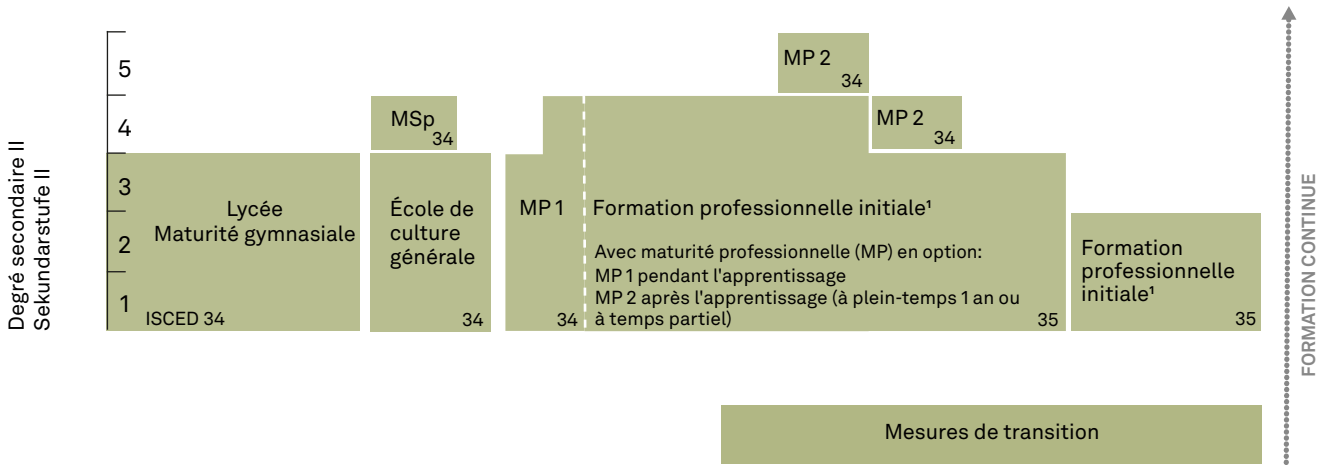 Degré secondaire II
Sekundarstufe II
5
4
3
2
1
Lycée
Maturité gymnasiale
ISCED 34
MSp
34
École de
culture
générale
34
MP 1
34
Formation professionnelle initiale¹
Avec maturité professionnelle (MP) en option:
MP 1 pendant l'apprentissage
MP 2 après l'apprentissage (à plein-temps 1 an ou
à temps partiel)
35
MP 2
34
MP 2
34
Formation
professionnelle
initiale¹
35
Mesures de transition
FORMATION CONTINUE